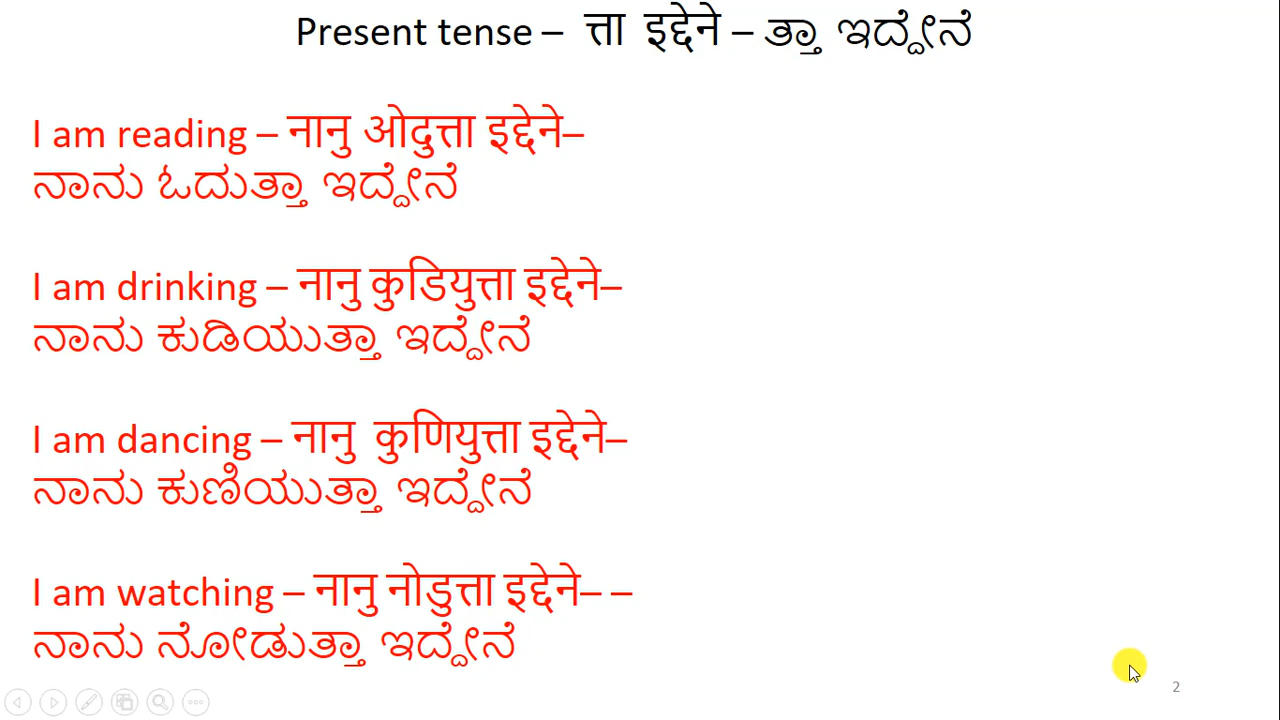 Present tense – त्ता इद्देने – ತ್ತಾ ಇದ್ದೇನೆ
I am reading – नानु ओदुत्ता इद्देने–
ನಾನು ಓದುತ್ತಾ ಇದ್ದೇನೆ
I am drinking – नानु कुडियुत्ता इद्देने–
ನಾನು ಕುಡಿಯುತ್ತಾ ಇದ್ದೇನೆ
I am dancing – नानु कुणियुत्ता इद्देने–
ನಾನು ಕುಣಿಯುತ್ತಾ ಇದ್ದೇನೆ
I am watching – नानु नोडुत्ता इद्देने– –
ನಾನು ನೋಡುತ್ತಾ ಇದ್ದೇನೆ
2